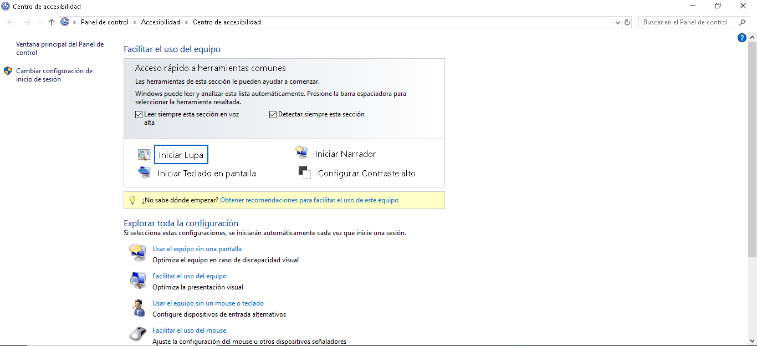 Centro de accesibilidad
Panel de control > Accesibilidad > Centro de accesibilidad
Buscar en el Panel de control
Ventana principal del Panel de
control
Cambiar configuración de
inicio de sesión
Facilitar el uso del equipo
Acceso rápido a herramientas comunes
Las herramientas de esta sección le pueden ayudar a comenzar.
Windows puede leer y analizar esta lista automáticamente. Presione la barra espaciadora para
seleccionar la herramienta resaltada.
Leer siempre esta sección en voz
alta
Detectar siempre esta sección
Iniciar Lupa
Iniciar Narrador
Iniciar Teclado en pantalla
Configurar Contraste alto
¿No sabe dónde empezar? Obtener recomendaciones para facilitar el uso de este equipo
Explorar toda la configuración
Si selecciona estas configuraciones, se iniciarán automáticamente cada vez que inicie una sesión.
Usar el equipo sin una pantalla
Optimiza el equipo en caso de discapacidad visual
Facilitar el uso del equipo
Optimiza la presentación visual
Usar el equipo sin un mouse o teclado
Configure dispositivos de entrada alternativos
Facilitar el uso del mouse
Ajuste la configuración del mouse u otros dispositivos señaladores